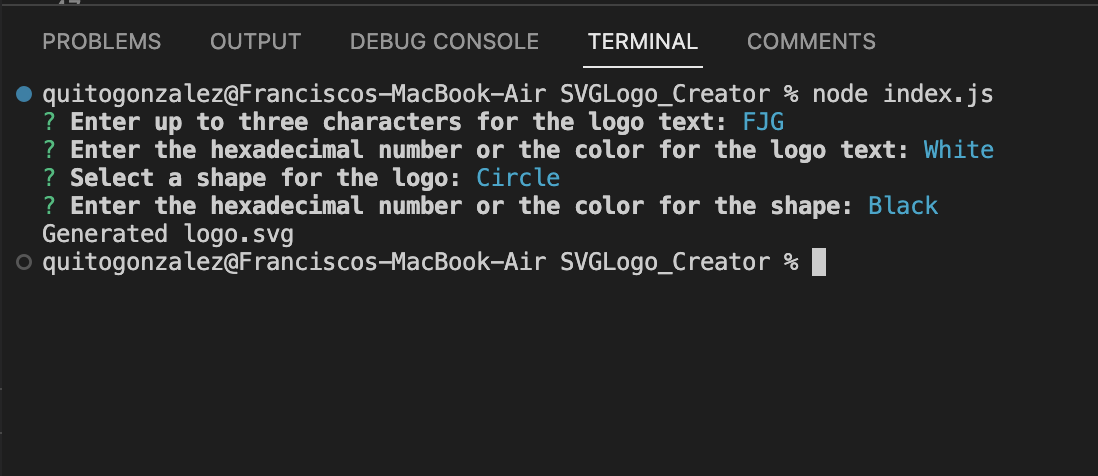 PROBLEMS OUTPUT DEBUG CONSOLE TERMINAL COMMENTS
quitogonzalez@Franciscos-MacBook-Air SVGLogo_Creator % node index.js
? Enter up to three characters for the logo text: FJG
? Enter the hexadecimal number or the color for the logo text: White
? Select a shape for the logo: Circle
? Enter the hexadecimal number or the color for the shape: Black
Generated logo.svg
quitogonzalez@Franciscos-MacBook-Air SVGLogo_Creator %